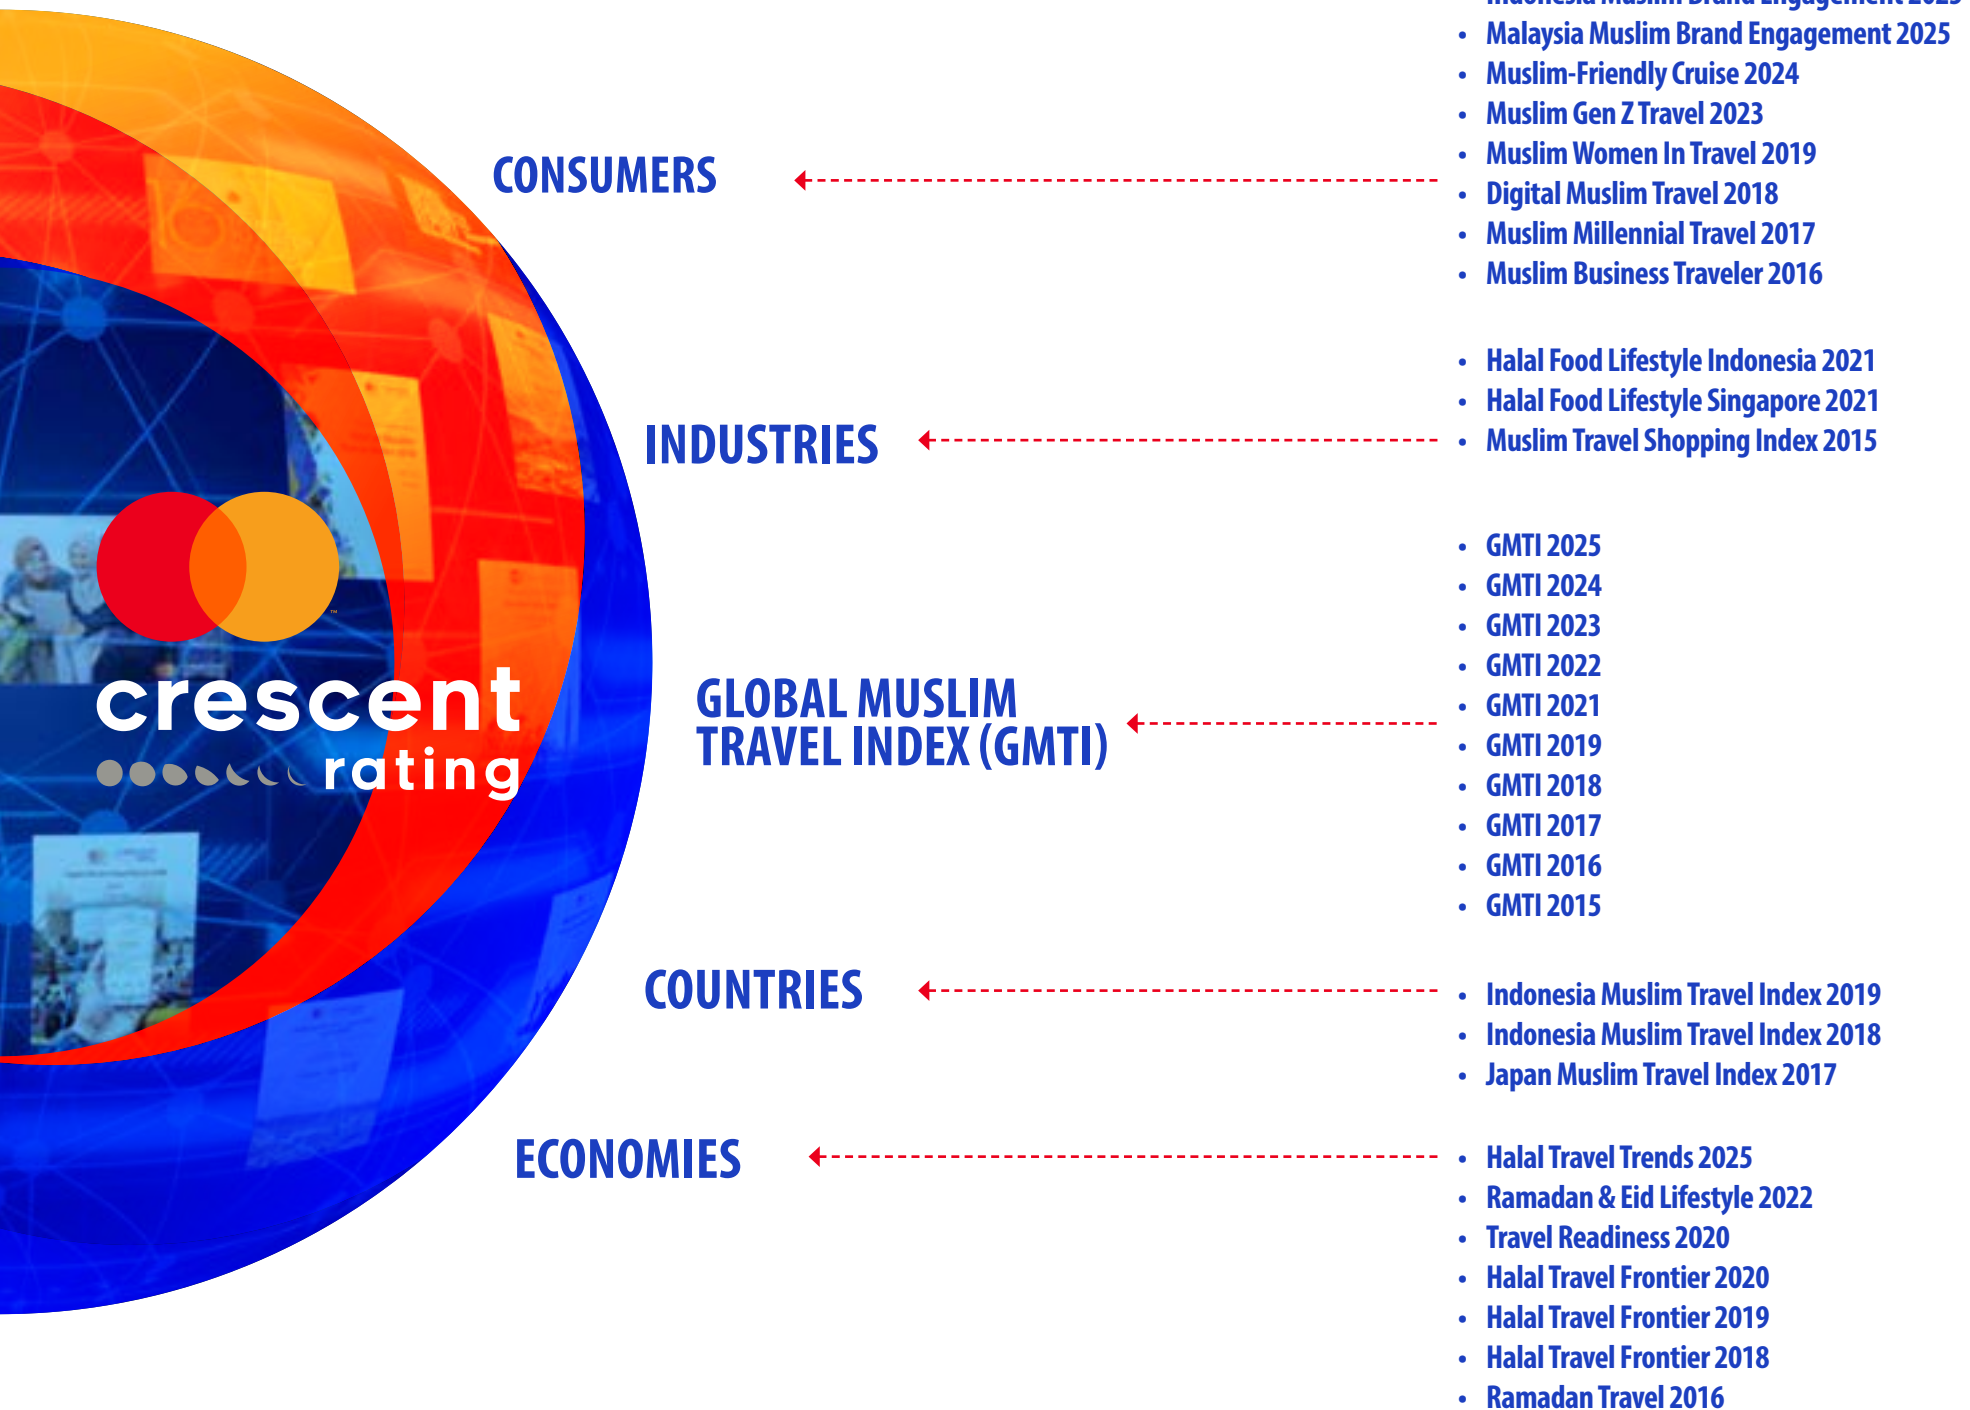 Indonesia Muslim Brand Engagement 2025
• Malaysia Muslim Brand Engagement 2025
• Muslim-Friendly Cruise 2024
• Muslim Gen Z Travel 2023
• Muslim Women In Travel 2019
• Digital Muslim Travel 2018
• Muslim Millennial Travel 2017
• Muslim Business Traveler 2016
CONSUMERS
• Halal Food Lifestyle Indonesia 2021
• Halal Food Lifestyle Singapore 2021
• Muslim Travel Shopping Index 2015
INDUSTRIES
• GMTI 2025
• GMTI 2024
• GMTI 2023
• GMTI 2022
• GMTI 2021
• GMTI 2019
• GMTI 2018
• GMTI 2017
• GMTI 2016
• GMTI 2015
GLOBAL MUSLIM
TRAVEL INDEX (GMTI)
crescent
rating
COUNTRIES
• Indonesia Muslim Travel Index 2019
• Indonesia Muslim Travel Index 2018
• Japan Muslim Travel Index 2017
ECONOMIES
• Halal Travel Trends 2025
• Ramadan & Eid Lifestyle 2022
• Travel Readiness 2020
• Halal Travel Frontier 2020
• Halal Travel Frontier 2019
• Halal Travel Frontier 2018
• Ramadan Travel 2016